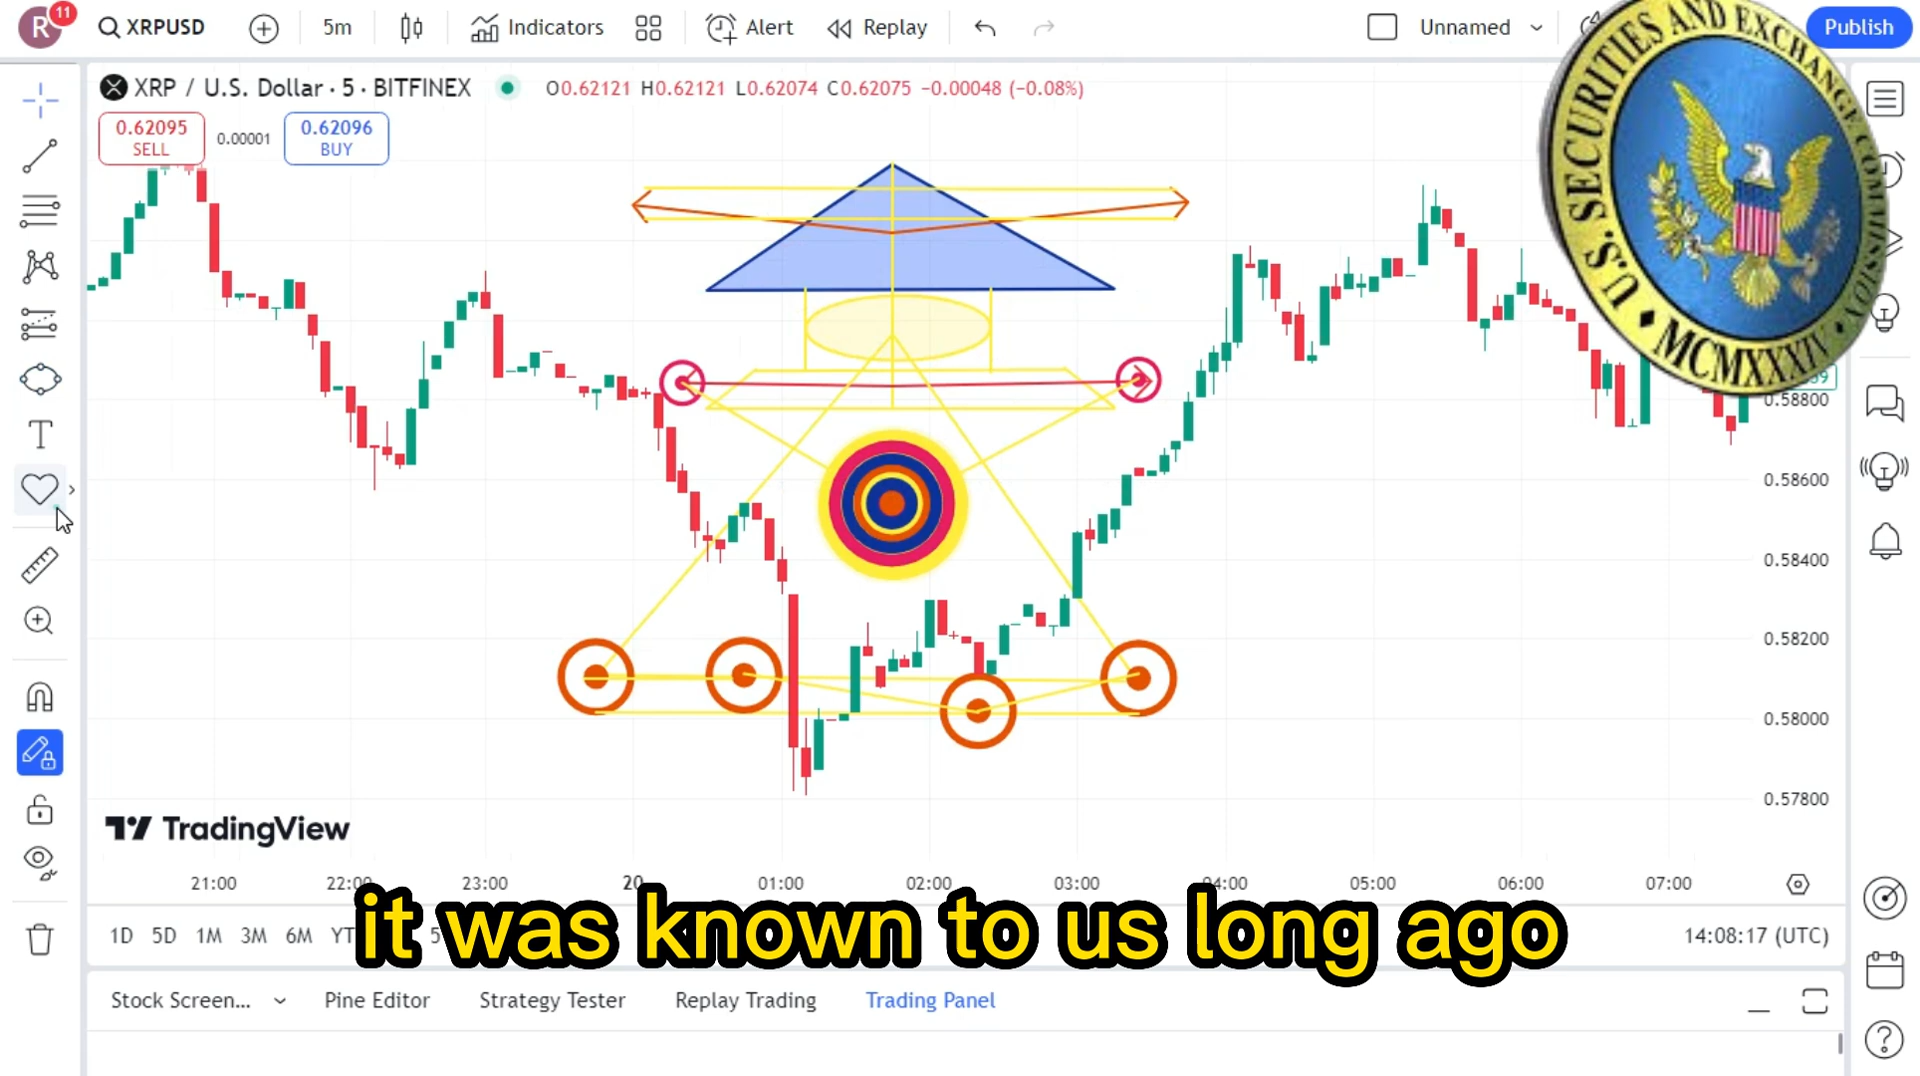 R 11 XRPUSD 5m Indicators Alert Replay Unnamed Publish
XRP / U.S. Dollar · 5 · BITFINEX O0.62121 H0.62121 L0.62074 C0.62075 −0.00048 (−0.08%)
0.62095 SELL 0.00001 0.62096 BUY
U.S. SECURITIES AND EXCHANGE COMMISSION
0.58800
0.58600
0.58400
0.58200
0.58000
0.57800
TradingView
21:00 22:00 23:00 20 01:00 02:00 03:00 04:00 05:00 06:00 07:00
it was known to us long ago
1D 5D 1M 3M 6M 14:08:17 (UTC)
Stock Screen... Pine Editor Strategy Tester Replay Trading Trading Panel